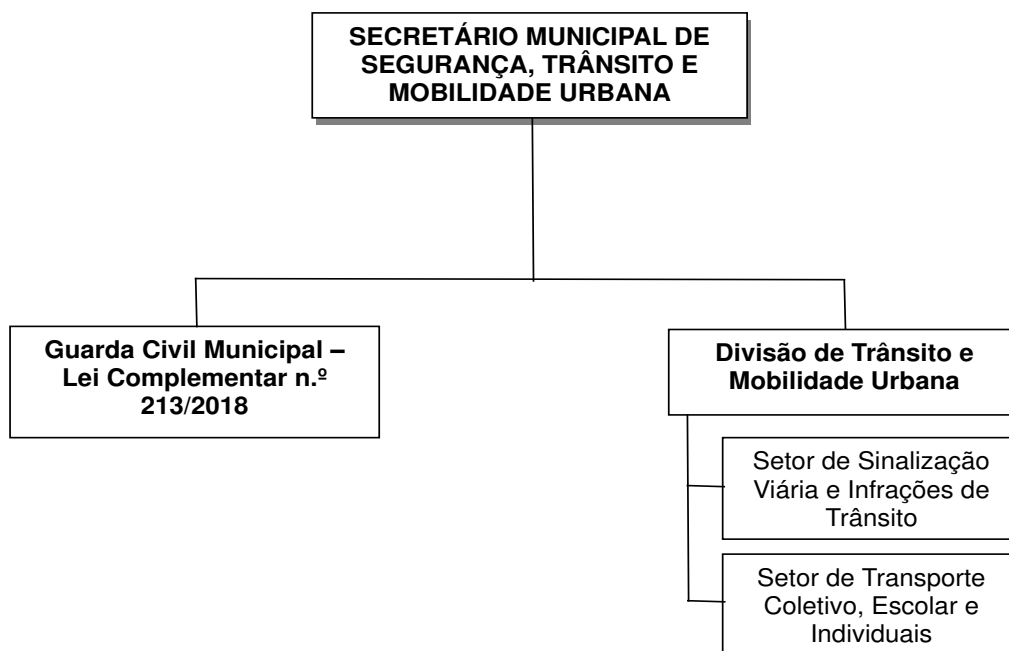 SECRETÁRIO MUNICIPAL DE
SEGURANÇA, TRÂNSITO E
MOBILIDADE URBANA
Guarda Civil Municipal –
Lei Complementar n.º
213/2018
Divisão de Trânsito e
Mobilidade Urbana
Setor de Sinalização
Viária e Infrações de
Trânsito
Setor de Transporte
Coletivo, Escolar e
Individuais